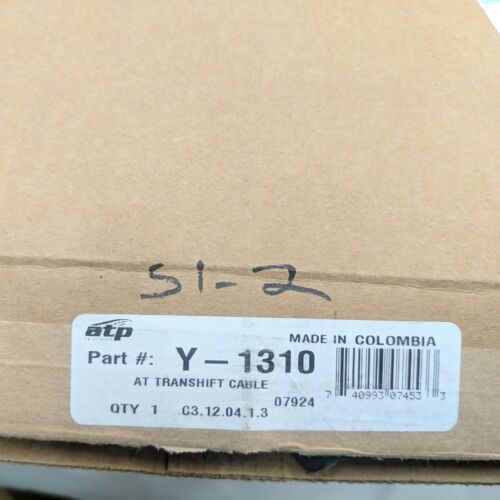 51-2
atp
MADE IN COLOMBIA
Part #: Y-1310
AT TRANSHIFT CABLE
07924
QTY 1 C3.12.04.1.3
7 40993 07453 3